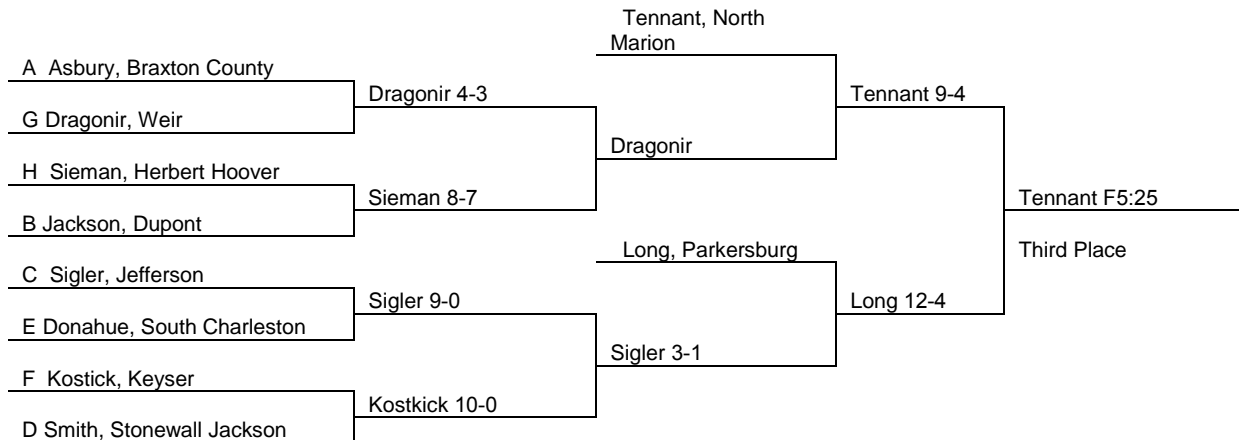 Tennant, North
Marion
A Asbury, Braxton County
Dragonir 4-3
Tennant 9-4
G Dragonir, Weir
Dragonir
H Sieman, Herbert Hoover
Sieman 8-7
Tennant F5:25
B Jackson, Dupont
Long, Parkersburg
Third Place
C Sigler, Jefferson
Sigler 9-0
Long 12-4
E Donahue, South Charleston
Sigler 3-1
F Kostick, Keyser
Kostkick 10-0
D Smith, Stonewall Jackson